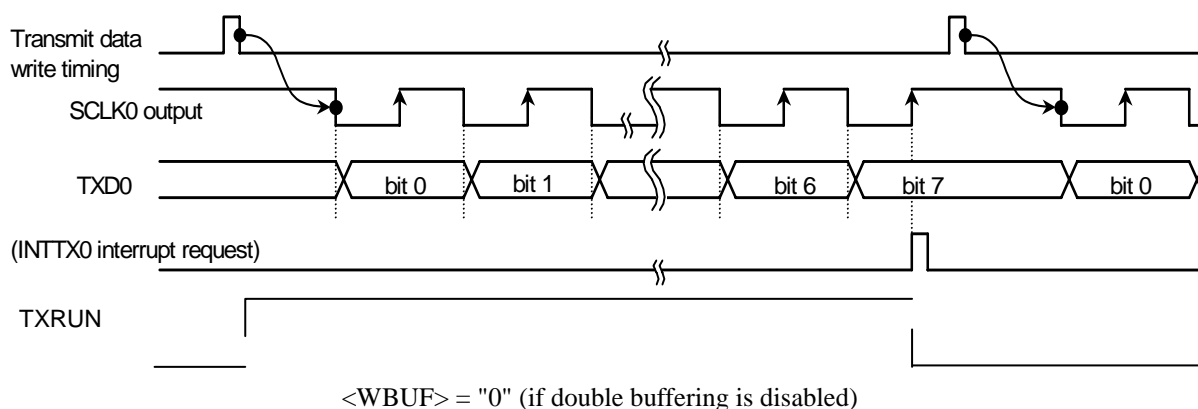 Transmit data
write timing
SCLK0 output
TXD0
bit 0
bit 1
bit 6
bit 7
bit 0
(INTTX0 interrupt request)
TXRUN
<WBUF> = "0" (if double buffering is disabled)